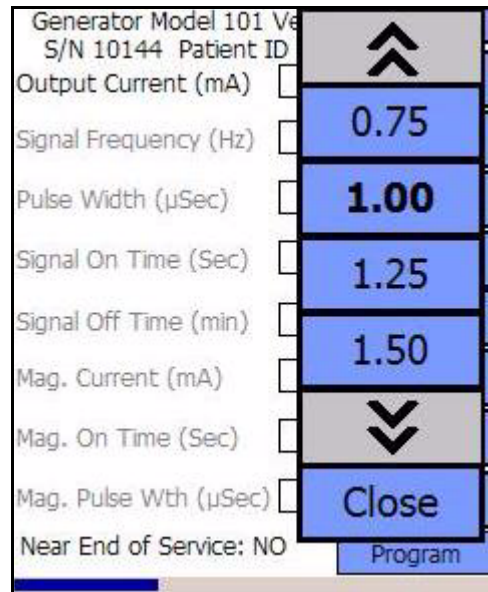 Generator Model 101 Ve
S/N 10144 Patient ID
Output Current (mA)
Signal Frequency (Hz)
Pulse Width (µSec)
Signal On Time (Sec)
Signal Off Time (min)
Mag. Current (mA)
Mag. On Time (Sec)
Mag. Pulse Wth (µSec)
Near End of Service: NO
0.75
1.00
1.25
1.50
Close
Program